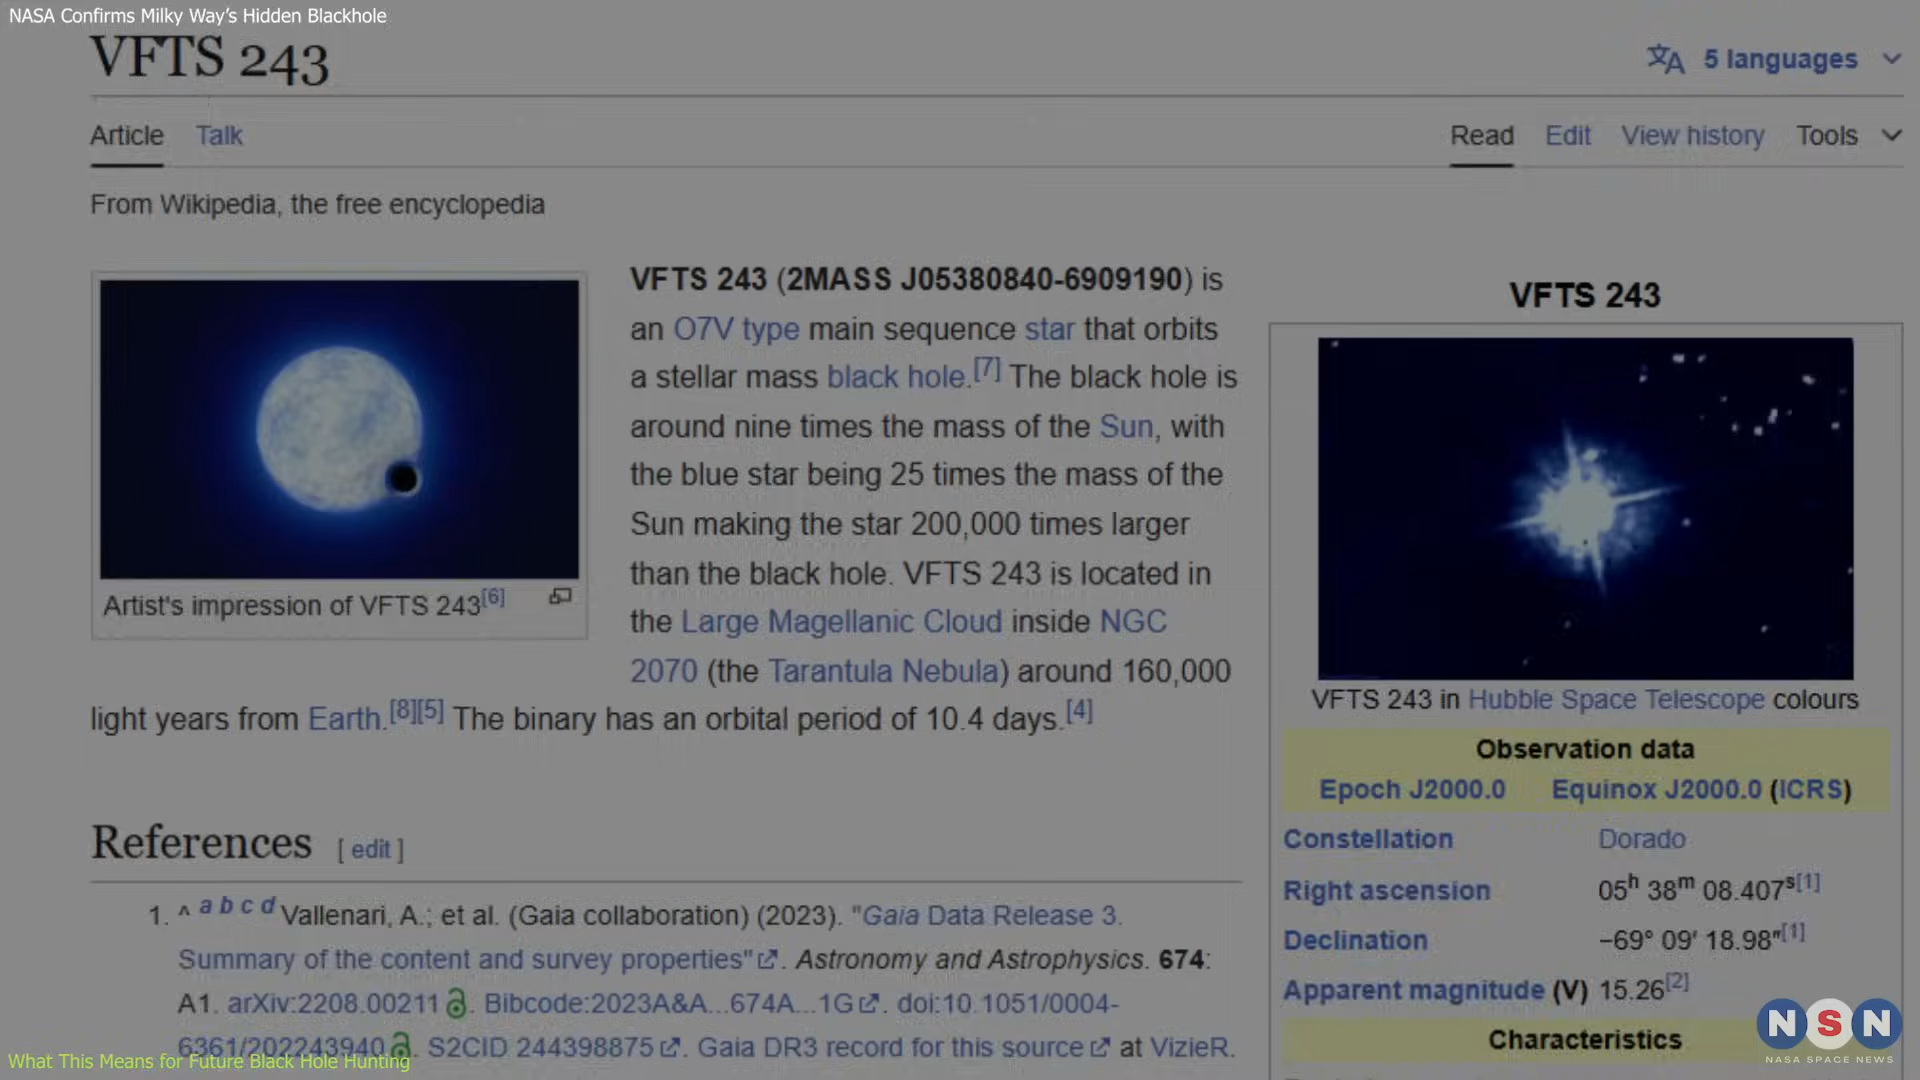 NASA Confirms Milky Way's Hidden Blackhole
VFTS 243
5 languages
Article Talk
Read Edit View history Tools
From Wikipedia, the free encyclopedia
Artist's impression of VFTS 243[6]
VFTS 243 (2MASS J05380840-6909190) is
an O7V type main sequence star that orbits
a stellar mass black hole.[7] The black hole is
around nine times the mass of the Sun, with
the blue star being 25 times the mass of the
Sun making the star 200,000 times larger
than the black hole. VFTS 243 is located in
the Large Magellanic Cloud inside NGC
2070 (the Tarantula Nebula) around 160,000
light years from Earth.[8][5] The binary has an orbital period of 10.4 days.[4]
References [ edit ]
1. ^ a b c d Vallenari, A.; et al. (Gaia collaboration) (2023). "Gaia Data Release 3.
Summary of the content and survey properties". Astronomy and Astrophysics. 674:
A1. arXiv:2208.00211. Bibcode:2023A&A...674A...1G. doi:10.1051/0004-
6361/202243940. S2CID 244398875. Gaia DR3 record for this source at VizieR.
VFTS 243
VFTS 243 in Hubble Space Telescope colours
Observation data
Epoch J2000.0 Equinox J2000.0 (ICRS)
Constellation Dorado
Right ascension 05h 38m 08.407s[1]
Declination −69° 09′ 18.98″[1]
Apparent magnitude (V) 15.26[2]
Characteristics
What This Means for Future Black Hole Hunting
NSN
NASA SPACE NEWS